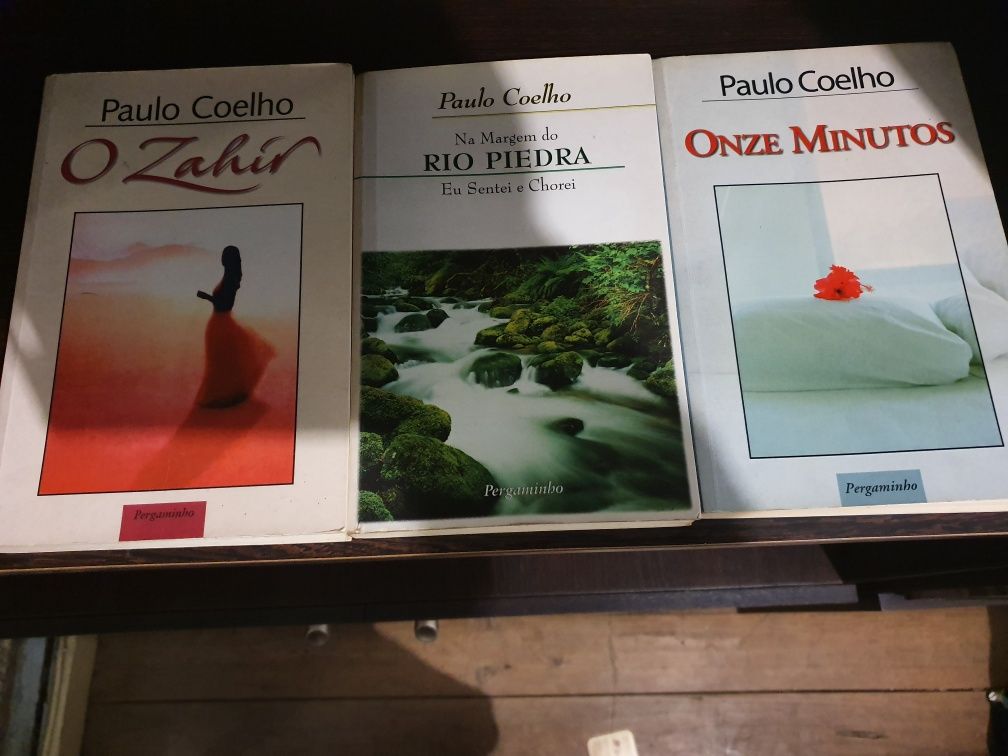 Paulo Coelho
O Zahir
Pergaminho
Paulo Coelho
Na Margem do
RIO PIEDRA
Eu Sentei e Chorei
Pergaminho
Paulo Coelho
ONZE MINUTOS
Pergaminho